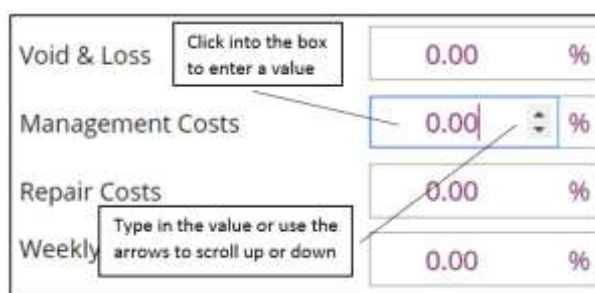 Void & Loss
Click into the box
to enter a value
0.00 %
Management Costs
0.00 %
Repair Costs
0.00 %
Type in the value or use the
arrows to scroll up or down
Weekly
0.00 %